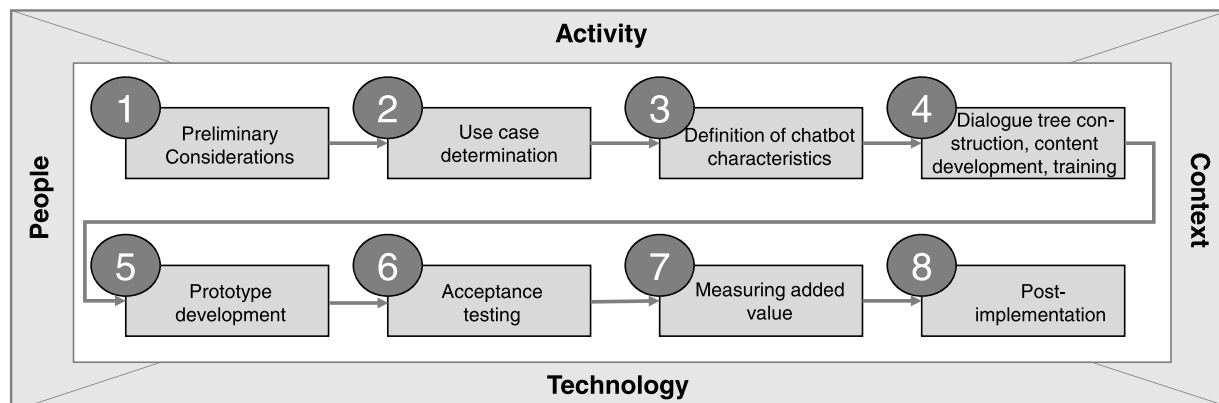 Activity
People
1
Preliminary
Considerations
2
Use case
determination
3
Definition of chatbot
characteristics
4
Dialogue tree con-
struction, content
development, training
Context
5
Prototype
development
6
Acceptance
testing
7
Measuring added
value
8
Post-
implementation
Technology